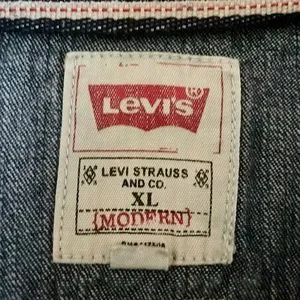 LEVI'S®
LEVI STRAUSS
AND CO.
XL
{MODERN}